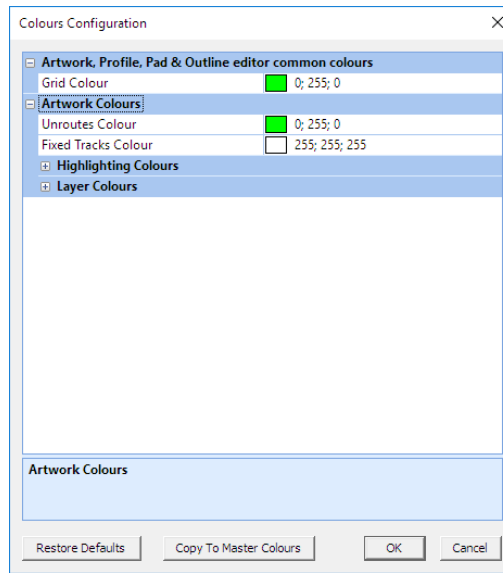 Colours Configuration
Artwork, Profile, Pad & Outline editor common colours
Grid Colour 0; 255; 0
Artwork Colours
Unroutes Colour 0; 255; 0
Fixed Tracks Colour 255; 255; 255
Highlighting Colours
Layer Colours
Artwork Colours
Restore Defaults Copy To Master Colours OK Cancel